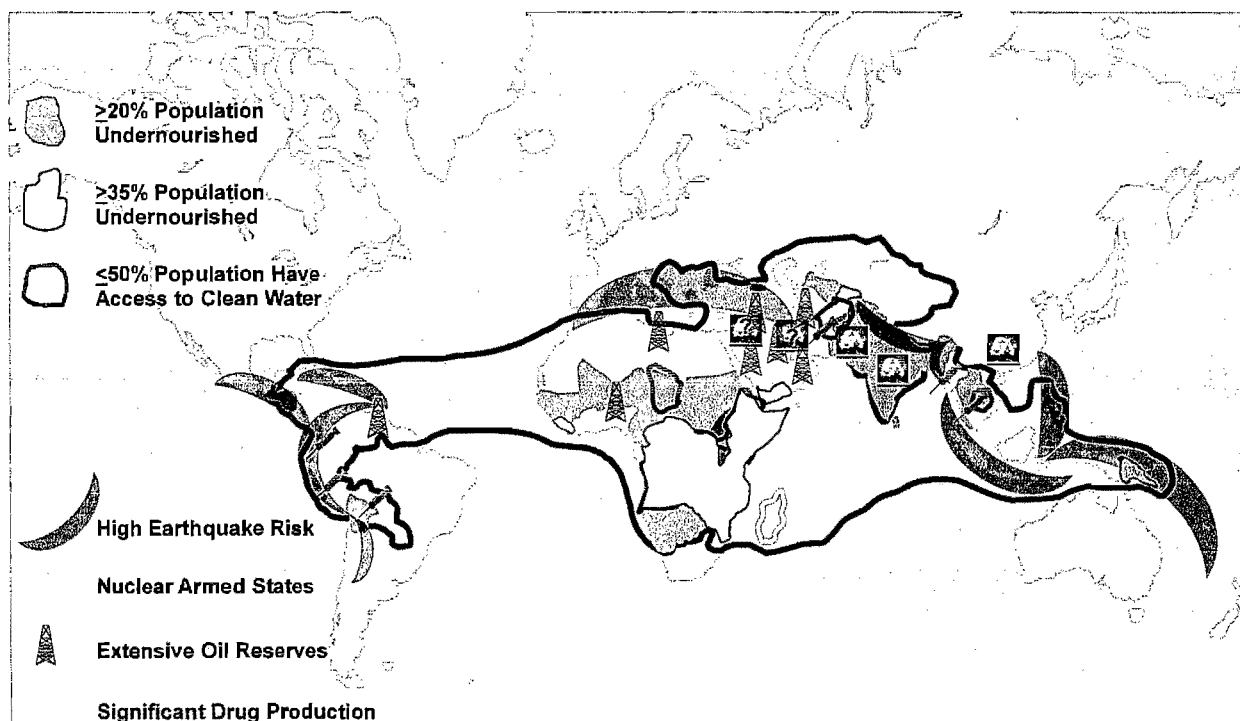 ≥20% Population
Undernourished
≥35% Population
Undernourished
≤50% Population Have
Access to Clean Water
High Earthquake Risk
Nuclear Armed States
Extensive Oil Reserves
Significant Drug Production